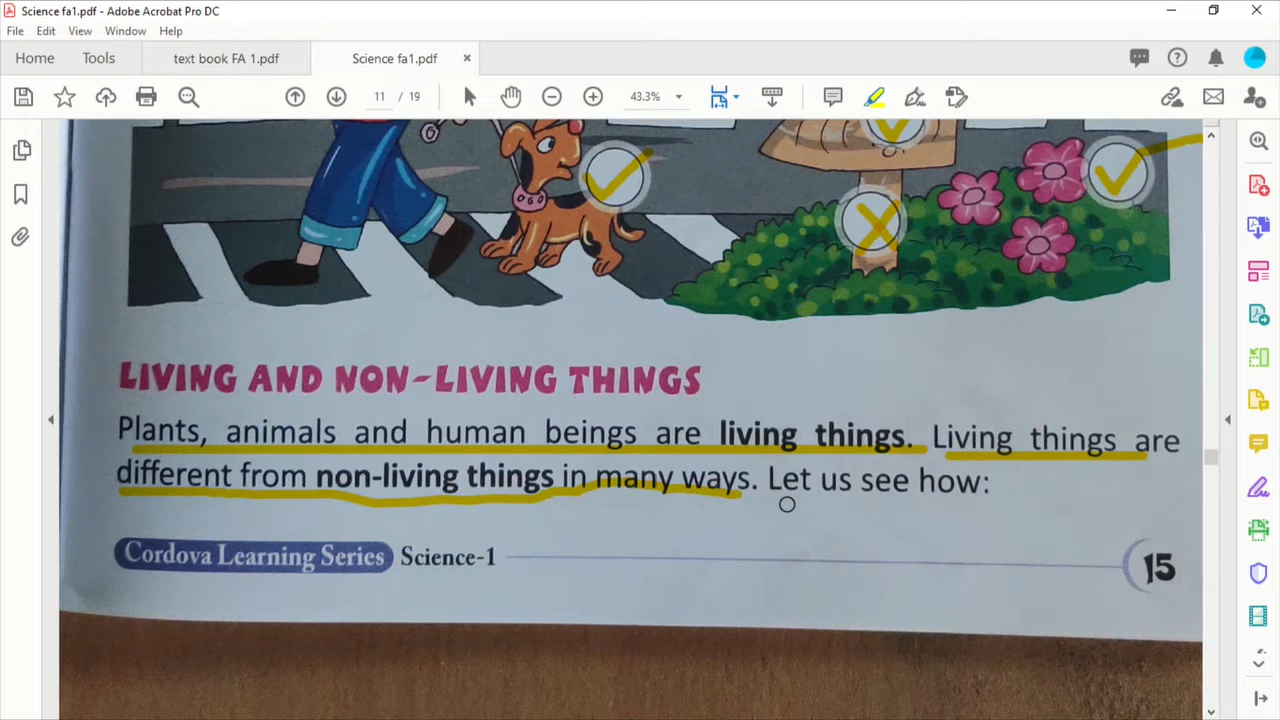 Science fa1.pdf - Adobe Acrobat Pro DC
File Edit View Window Help
Home Tools text book FA 1.pdf Science fa1.pdf ×
11 / 19 43.3%
LIVING AND NON-LIVING THINGS
Plants, animals and human beings are living things. Living things are
different from non-living things in many ways. Let us see how:
Cordova Learning Series Science-1
15